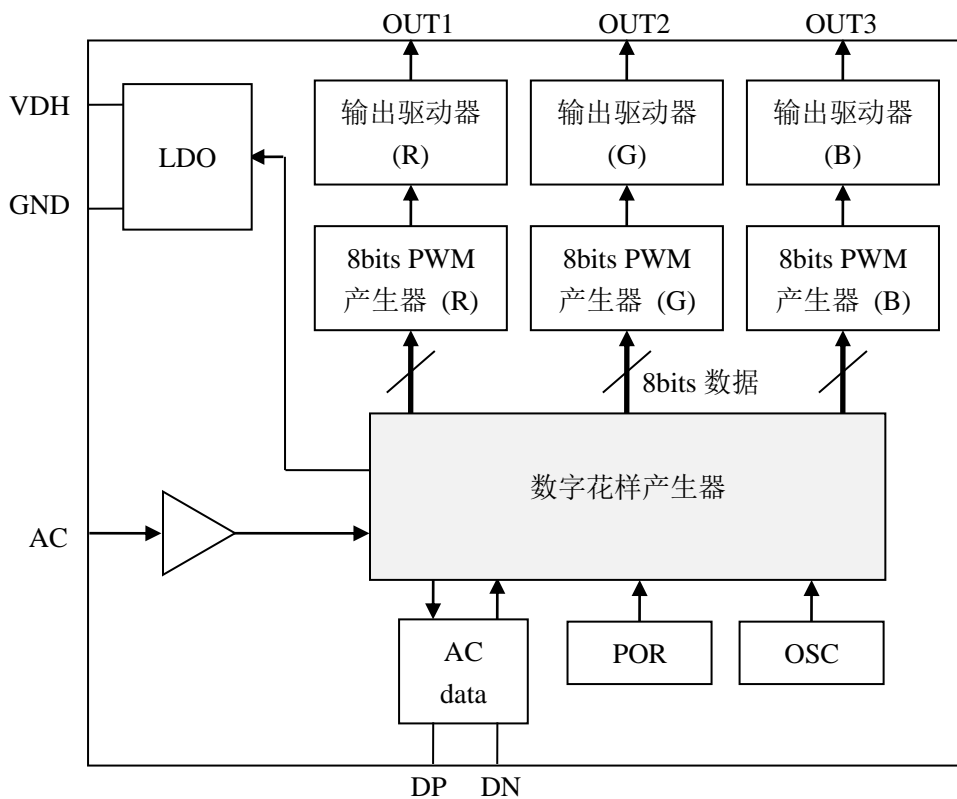 OUT1 OUT2 OUT3
VDH
GND
LDO
输出驱动器
(R)
输出驱动器
(G)
输出驱动器
(B)
8bits PWM
产生器 (R)
8bits PWM
产生器 (G)
8bits PWM
产生器 (B)
8bits 数据
数字花样产生器
AC
AC
data
POR
OSC
DP DN